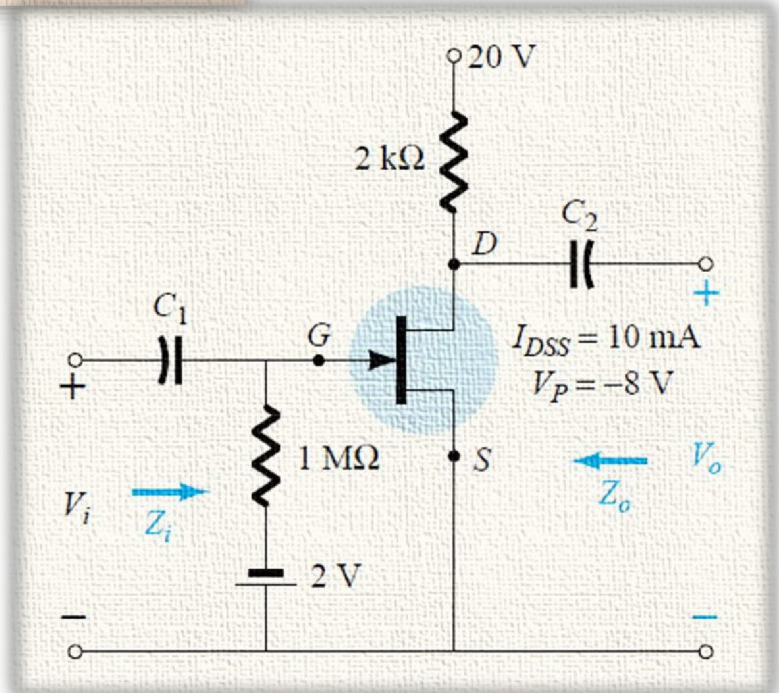 20 V
2 kΩ
C2
D
C1
G
IDSS = 10 mA
VP = −8 V
+
+
1 MΩ
S
Vo
Vi
Zi
Zo
2 V
−
−